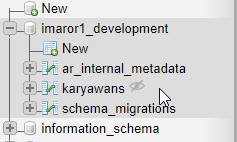 New
imaror1_development
New
ar_internal_metadata
karyawans
schema_migrations
information_schema